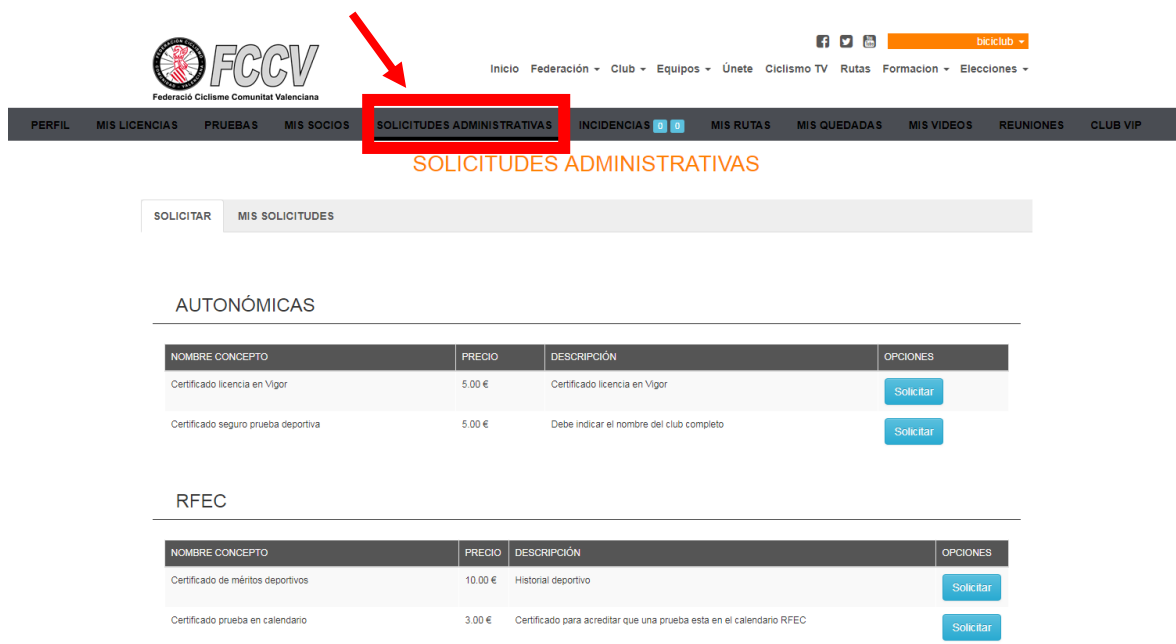 FCCV
Federació Ciclisme Comunitat Valenciana
biciclub
Inicio Federación Club Equipos Únete Ciclismo TV Rutas Formacion Elecciones
PERFIL MIS LICENCIAS PRUEBAS MIS SOCIOS SOLICITUDES ADMINISTRATIVAS INCIDENCIAS 0 0 MIS RUTAS MIS QUEDADAS MIS VIDEOS REUNIONES CLUB VIP
SOLICITUDES ADMINISTRATIVAS
SOLICITAR MIS SOLICITUDES
AUTONÓMICAS
NOMBRE CONCEPTO PRECIO DESCRIPCIÓN OPCIONES
Certificado licencia en Vigor 5.00 € Certificado licencia en Vigor Solicitar
Certificado seguro prueba deportiva 5.00 € Debe indicar el nombre del club completo Solicitar
RFEC
NOMBRE CONCEPTO PRECIO DESCRIPCIÓN OPCIONES
Certificado de méritos deportivos 10.00 € Historial deportivo Solicitar
Certificado prueba en calendario 3.00 € Certificado para acreditar que una prueba esta en el calendario RFEC Solicitar